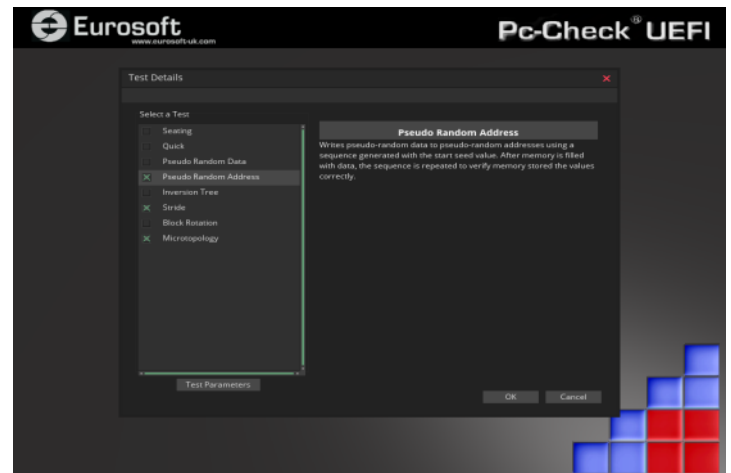 Eurosoft
www.eurosoft-uk.com
Pc-Check® UEFI
Test Details
Select a Test
Seating
Quick
Pseudo Random Data
Pseudo Random Address
Inversion Tree
Stride
Block Rotation
Microtopology
Test Parameters
Pseudo Random Address
Writes pseudo-random data to pseudo-random addresses using a
sequence generated with the start seed value. After memory is filled
with data, the sequence is repeated to verify memory stored the values
correctly.
OK
Cancel